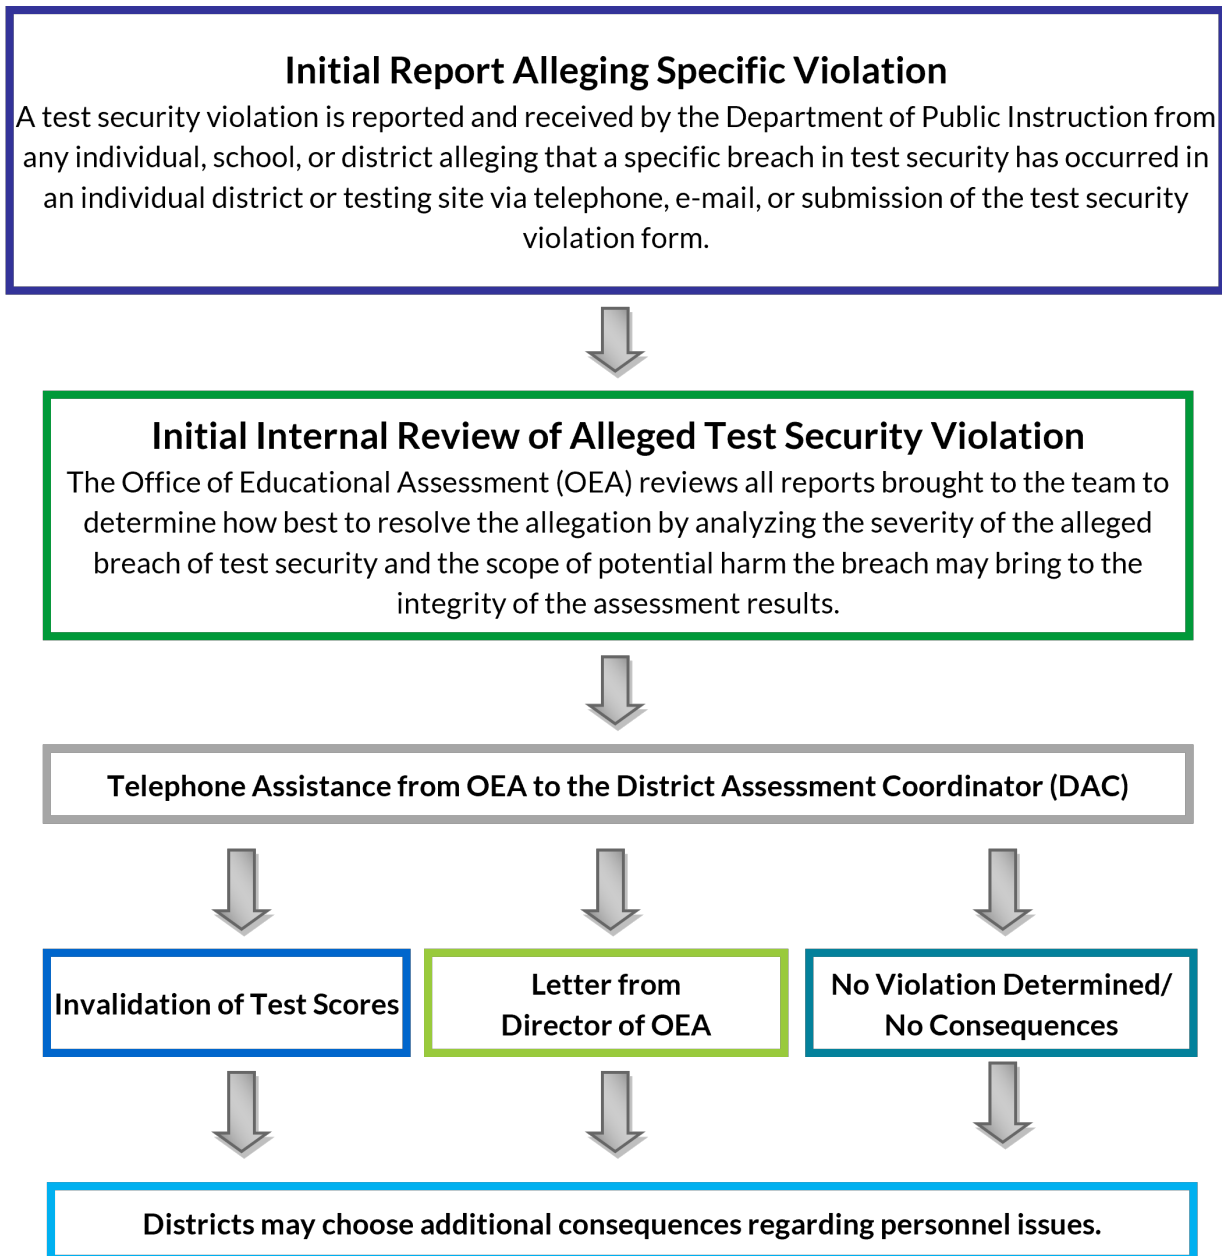 Initial Report Alleging Specific Violation
A test security violation is reported and received by the Department of Public Instruction from
any individual, school, or district alleging that a specific breach in test security has occurred in
an individual district or testing site via telephone, e-mail, or submission of the test security
violation form.
Initial Internal Review of Alleged Test Security Violation
The Office of Educational Assessment (OEA) reviews all reports brought to the team to
determine how best to resolve the allegation by analyzing the severity of the alleged
breach of test security and the scope of potential harm the breach may bring to the
integrity of the assessment results.
Telephone Assistance from OEA to the District Assessment Coordinator (DAC)
Invalidation of Test Scores
Letter from
Director of OEA
No Violation Determined/
No Consequences
Districts may choose additional consequences regarding personnel issues.